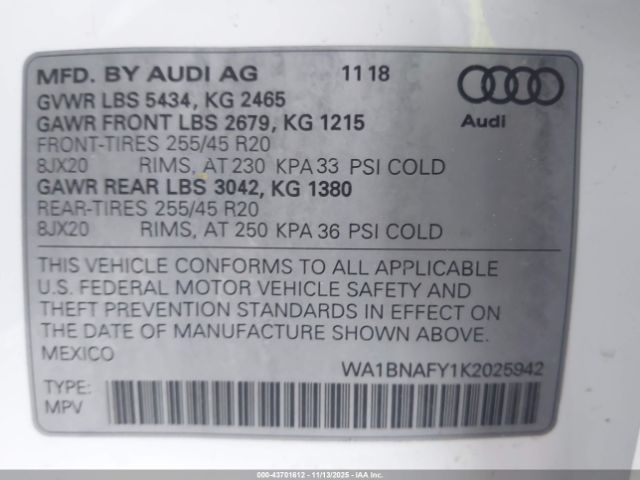 MFD. BY AUDI AG 11 18
GVWR LBS 5434, KG 2465
GAWR FRONT LBS 2679, KG 1215
FRONT-TIRES 255/45 R20
8JX20 RIMS, AT 230 KPA 33 PSI COLD
GAWR REAR LBS 3042, KG 1380
REAR-TIRES 255/45 R20
8JX20 RIMS, AT 250 KPA 36 PSI COLD
Audi
THIS VEHICLE CONFORMS TO ALL APPLICABLE
U.S. FEDERAL MOTOR VEHICLE SAFETY AND
THEFT PREVENTION STANDARDS IN EFFECT ON
THE DATE OF MANUFACTURE SHOWN ABOVE.
MEXICO
WA1BNAFY1K2025942
TYPE:
MPV
000-43701612 - 11/13/2025 - IAAI.COM